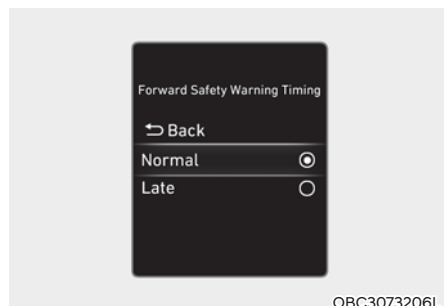 Forward Safety Warning Timing
Back
Normal
Late
OBC3073206L